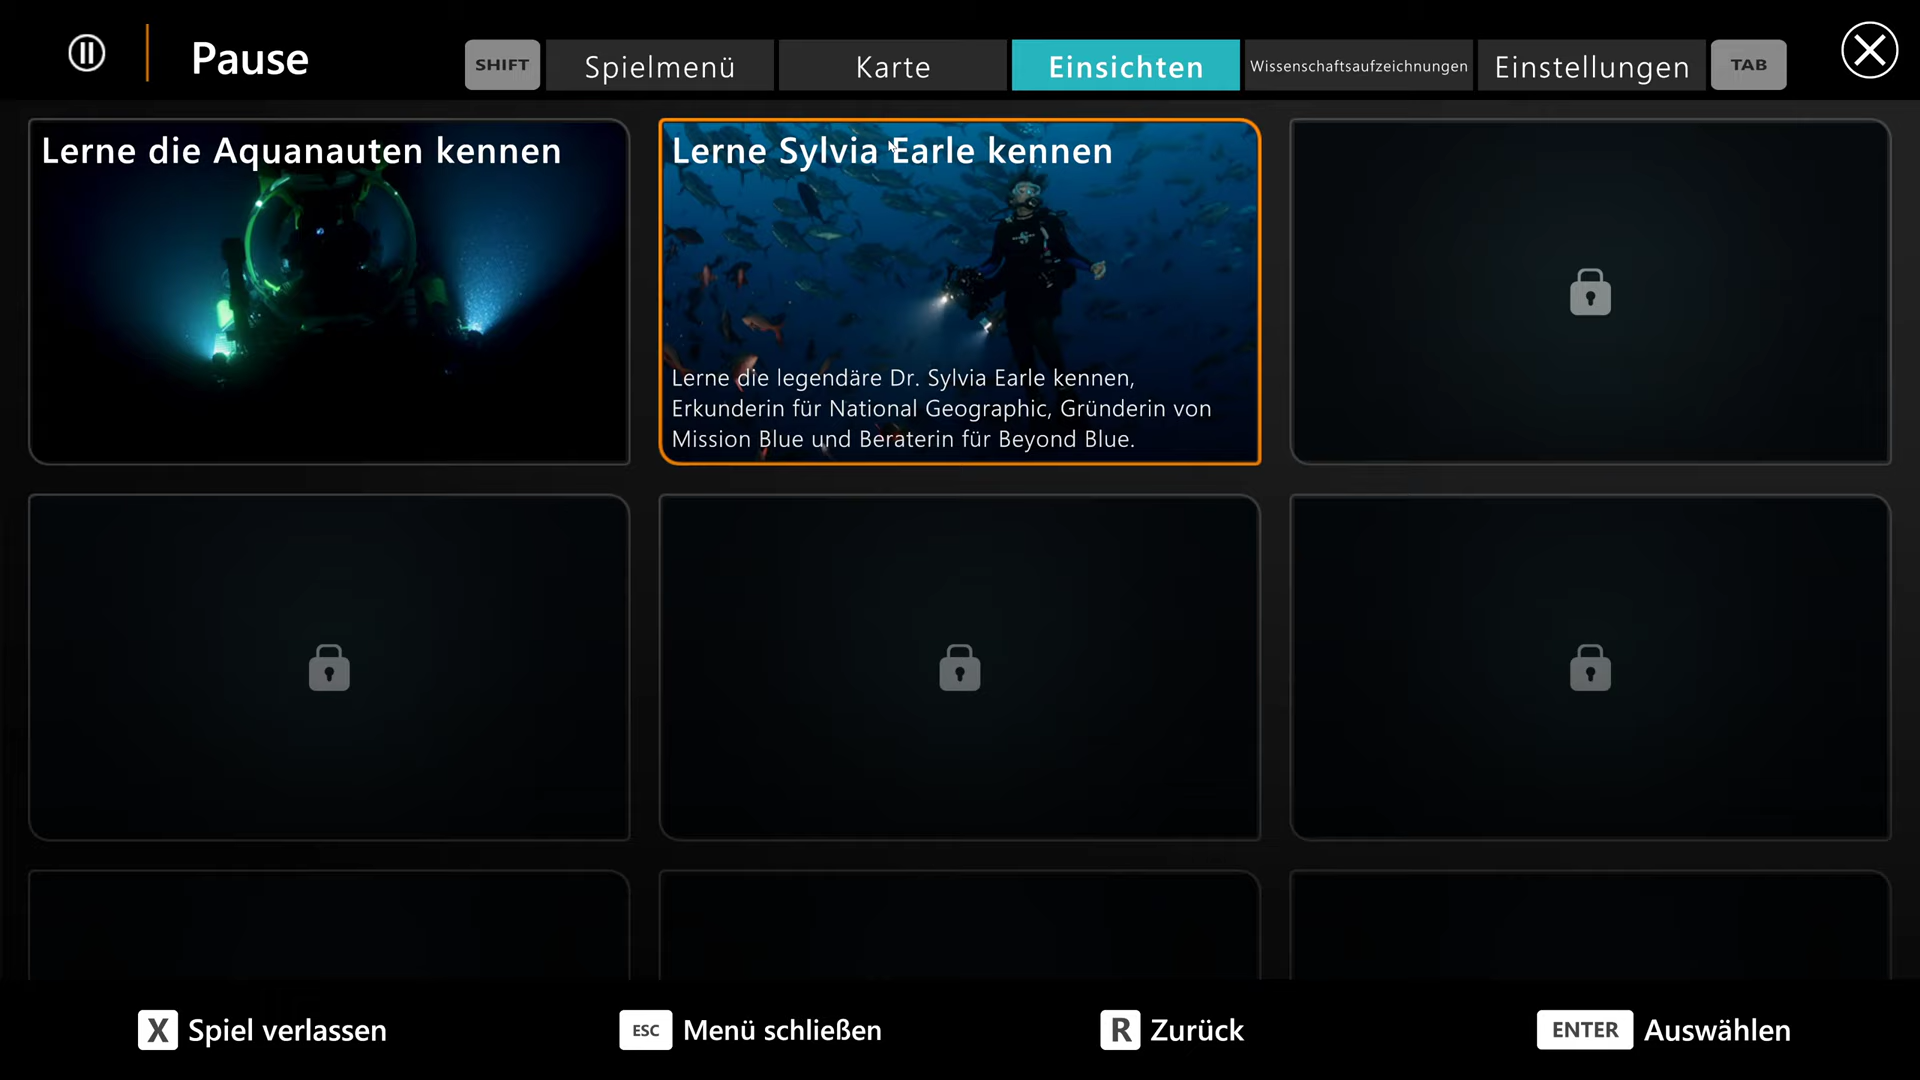 Pause
SHIFT
Spielmenü
Karte
Einsichten
Wissenschaftsaufzeichnungen
Einstellungen
TAB
Lerne die Aquanauten kennen
Lerne Sylvia Earle kennen
Lerne die legendäre Dr. Sylvia Earle kennen,
Erkunderin für National Geographic, Gründerin von
Mission Blue und Beraterin für Beyond Blue.
X Spiel verlassen
ESC Menü schließen
R Zurück
ENTER Auswählen